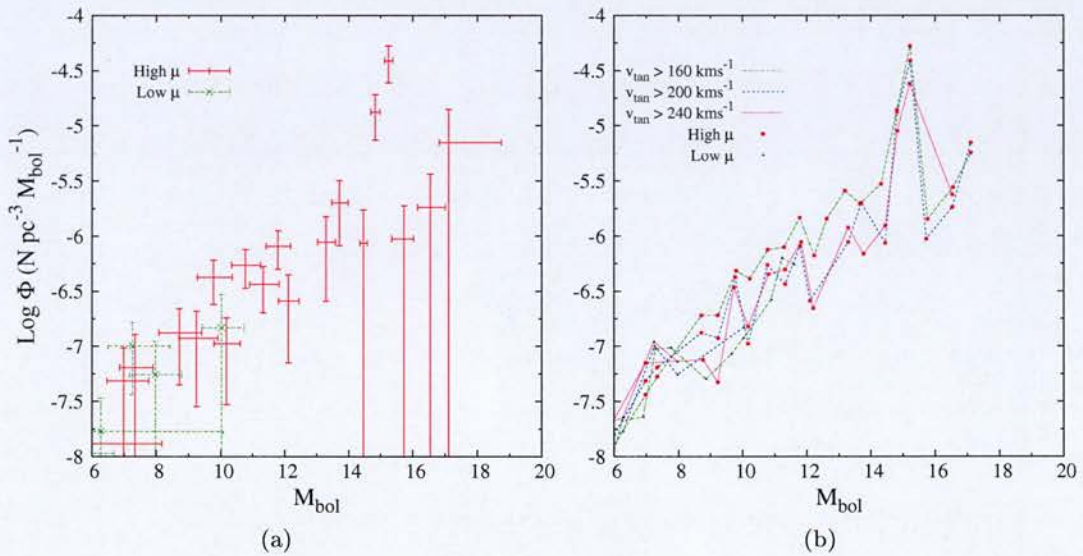 -4
-4.5
-5
-5.5
-6
-6.5
-7
-7.5
-8
Log Φ (N pc⁻³ M_bol⁻¹)
High μ
Low μ
6 8 10 12 14 16 18 20
M_bol
(a)
-4
-4.5
-5
-5.5
-6
-6.5
-7
-7.5
-8
v_tan > 160 kms⁻¹
v_tan > 200 kms⁻¹
v_tan > 240 kms⁻¹
High μ
Low μ
6 8 10 12 14 16 18 20
M_bol
(b)